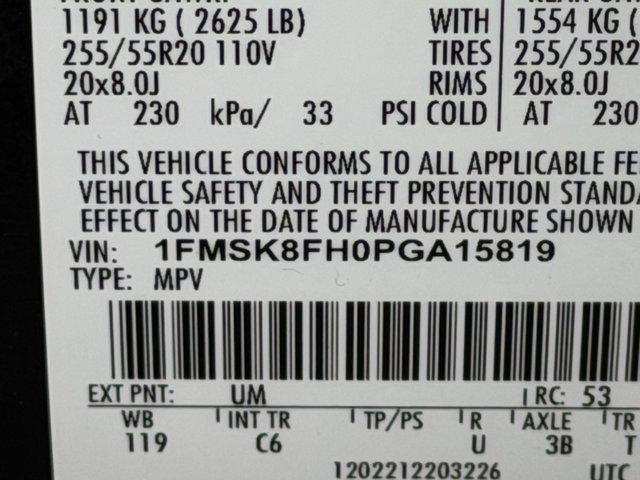 1191 KG ( 2625 LB) WITH 1554 KG (
255/55R20 110V TIRES 255/55R2
20x8.0J RIMS 20x8.0J
AT 230 kPa/ 33 PSI COLD AT 230
THIS VEHICLE CONFORMS TO ALL APPLICABLE FE
VEHICLE SAFETY AND THEFT PREVENTION STANDA
EFFECT ON THE DATE OF MANUFACTURE SHOWN
VIN: 1FMSK8FH0PGA15819
TYPE: MPV
EXT PNT: UM RC: 53
WB INT TR TP/PS R AXLE TR
119 C6 U 3B T
1202212203226 UTC